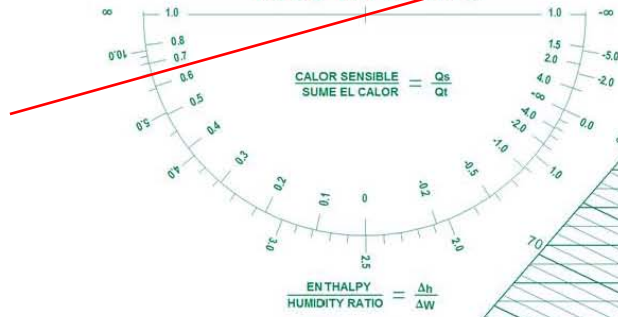 ∞ 1.0 1.0 -∞
10.0 0.8 1.5 -5.0
0.7 2.0 -2.0
0.6 4.0
CALOR SENSIBLE / SUME EL CALOR = Qs / Qt
5.0 0.5 -∞ 0.0
0.4 -4.0
-2.0
4.0 0.3 -1.0 1.0
0.2 0.1 0 -0.2 -0.5
3.0 2.5 2.0
70
ENTHALPY / HUMIDITY RATIO = Δh / ΔW